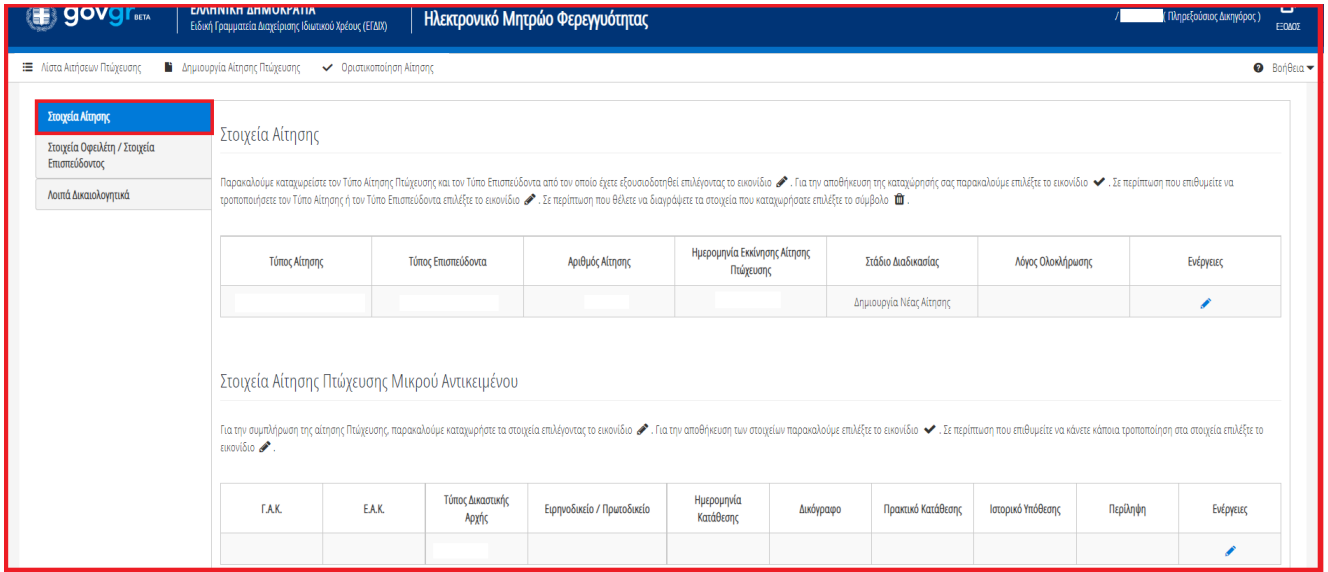 govgr BETA
ΕΛΛΗΝΙΚΗ ΔΗΜΟΚΡΑΤΙΑ
Ειδική Γραμματεία Διαχείρισης Ιδιωτικού Χρέους (ΕΓΔΙΧ)
Ηλεκτρονικό Μητρώο Φερεγγυότητας
/ ( Πληρεξούσιος Δικηγόρος )
ΕΞΟΔΟΣ
Λίστα Αιτήσεων Πτώχευσης Δημιουργία Αίτησης Πτώχευσης Οριστικοποίηση Αίτησης Βοήθεια
Στοιχεία Αίτησης
Στοιχεία Οφειλέτη / Στοιχεία
Επισπεύδοντος
Λοιπά Δικαιολογητικά
Στοιχεία Αίτησης
Παρακαλούμε καταχωρείστε τον Τύπο Αίτησης Πτώχευσης και τον Τύπο Επισπεύδοντα από τον οποίο έχετε εξουσιοδοτηθεί επιλέγοντας το εικονίδιο . Για την αποθήκευση της καταχώρησής σας παρακαλούμε επιλέξτε το εικονίδιο . Σε περίπτωση που επιθυμείτε να
τροποποιήσετε τον Τύπο Αίτησης ή τον Τύπο Επισπεύδοντα επιλέξτε το εικονίδιο . Σε περίπτωση που θέλετε να διαγράψετε τα στοιχεία που καταχωρήσατε επιλέξτε το σύμβολο .
Τύπος Αίτησης Τύπος Επισπεύδοντα Αριθμός Αίτησης Ημερομηνία Εκκίνησης Αίτησης Στάδιο Διαδικασίας Λόγος Ολοκλήρωσης Ενέργειες
Πτώχευσης
Δημιουργία Νέας Αίτησης
Στοιχεία Αίτησης Πτώχευσης Μικρού Αντικειμένου
Για την συμπλήρωση της αίτησης Πτώχευσης, παρακαλούμε καταχωρήστε τα στοιχεία επιλέγοντας το εικονίδιο . Για την αποθήκευση των στοιχείων παρακαλούμε επιλέξτε το εικονίδιο . Σε περίπτωση που επιθυμείτε να κάνετε κάποια τροποποίηση στα στοιχεία επιλέξτε το
εικονίδιο .
Γ.Α.Κ. Ε.Α.Κ. Τύπος Δικαστικής Ειρηνοδικείο / Πρωτοδικείο Ημερομηνία Δικόγραφο Πρακτικό Κατάθεσης Ιστορικό Υπόθεσης Περίληψη Ενέργειες
Αρχής Κατάθεσης